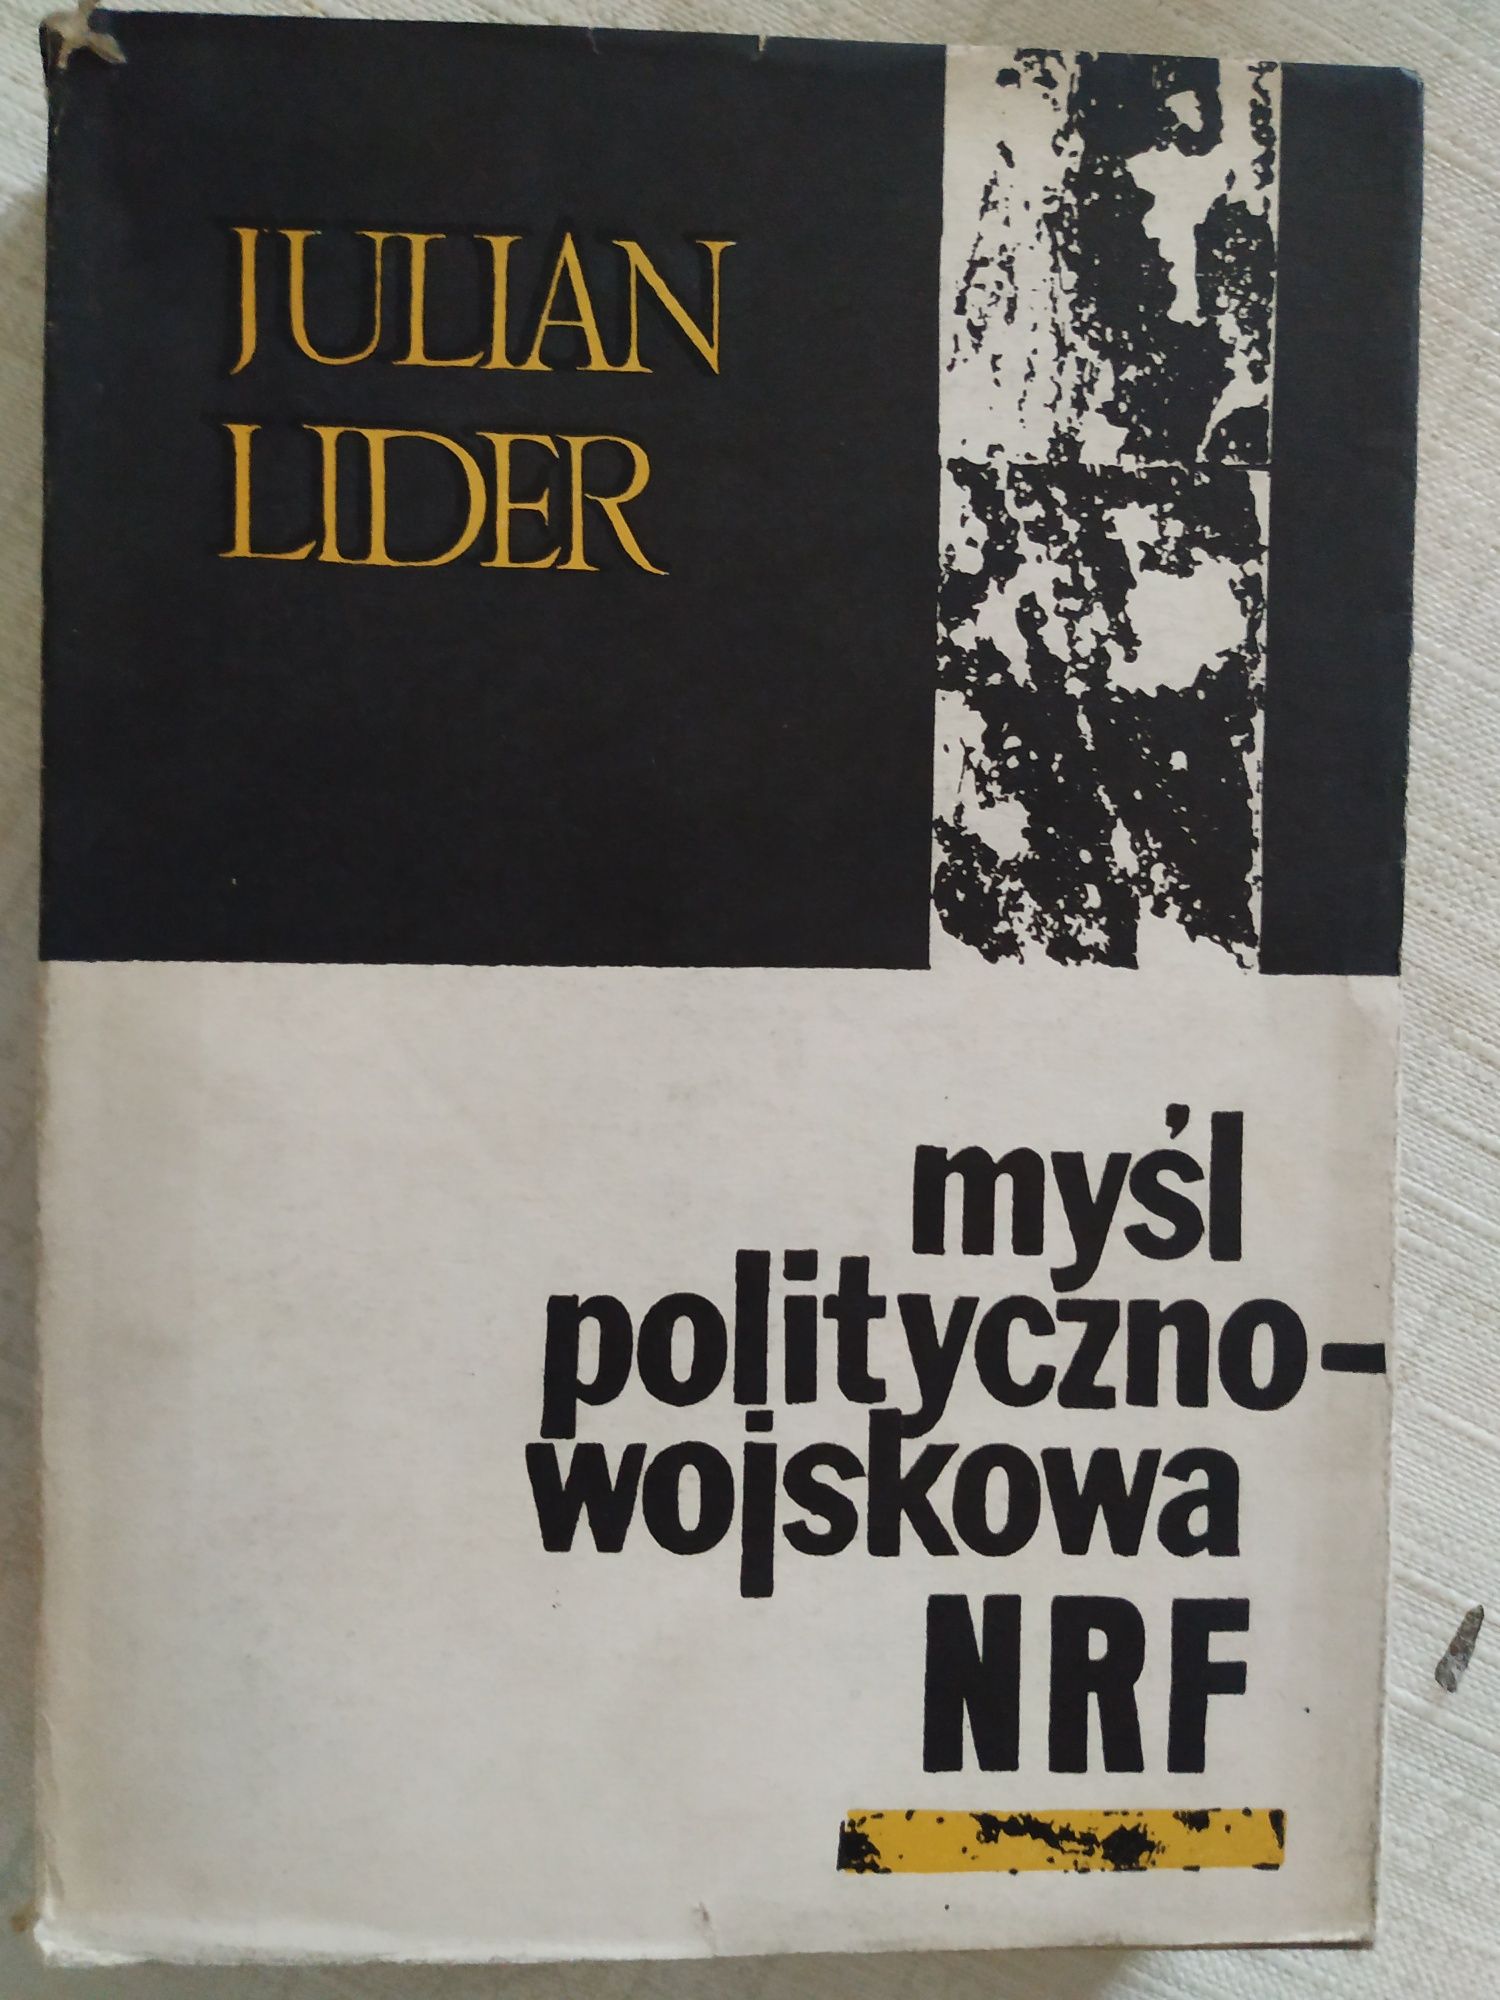 JULIAN
LIDER
myśl
polityczno-
wojskowa
NRF